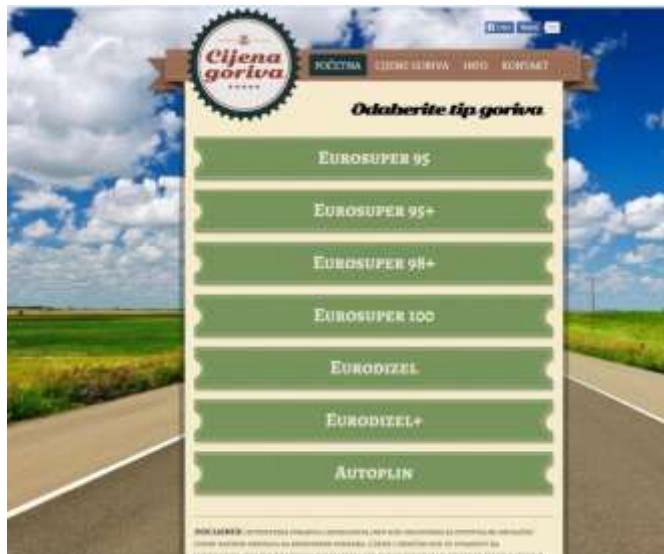 Cijena
goriva
POČETNA CIJENE GORIVA INFO KONTAKT
Odaberite tip goriva
EUROSUPER 95
EUROSUPER 95+
EUROSUPER 98+
EUROSUPER 100
EURODIZEL
EURODIZEL+
AUTOPLIN